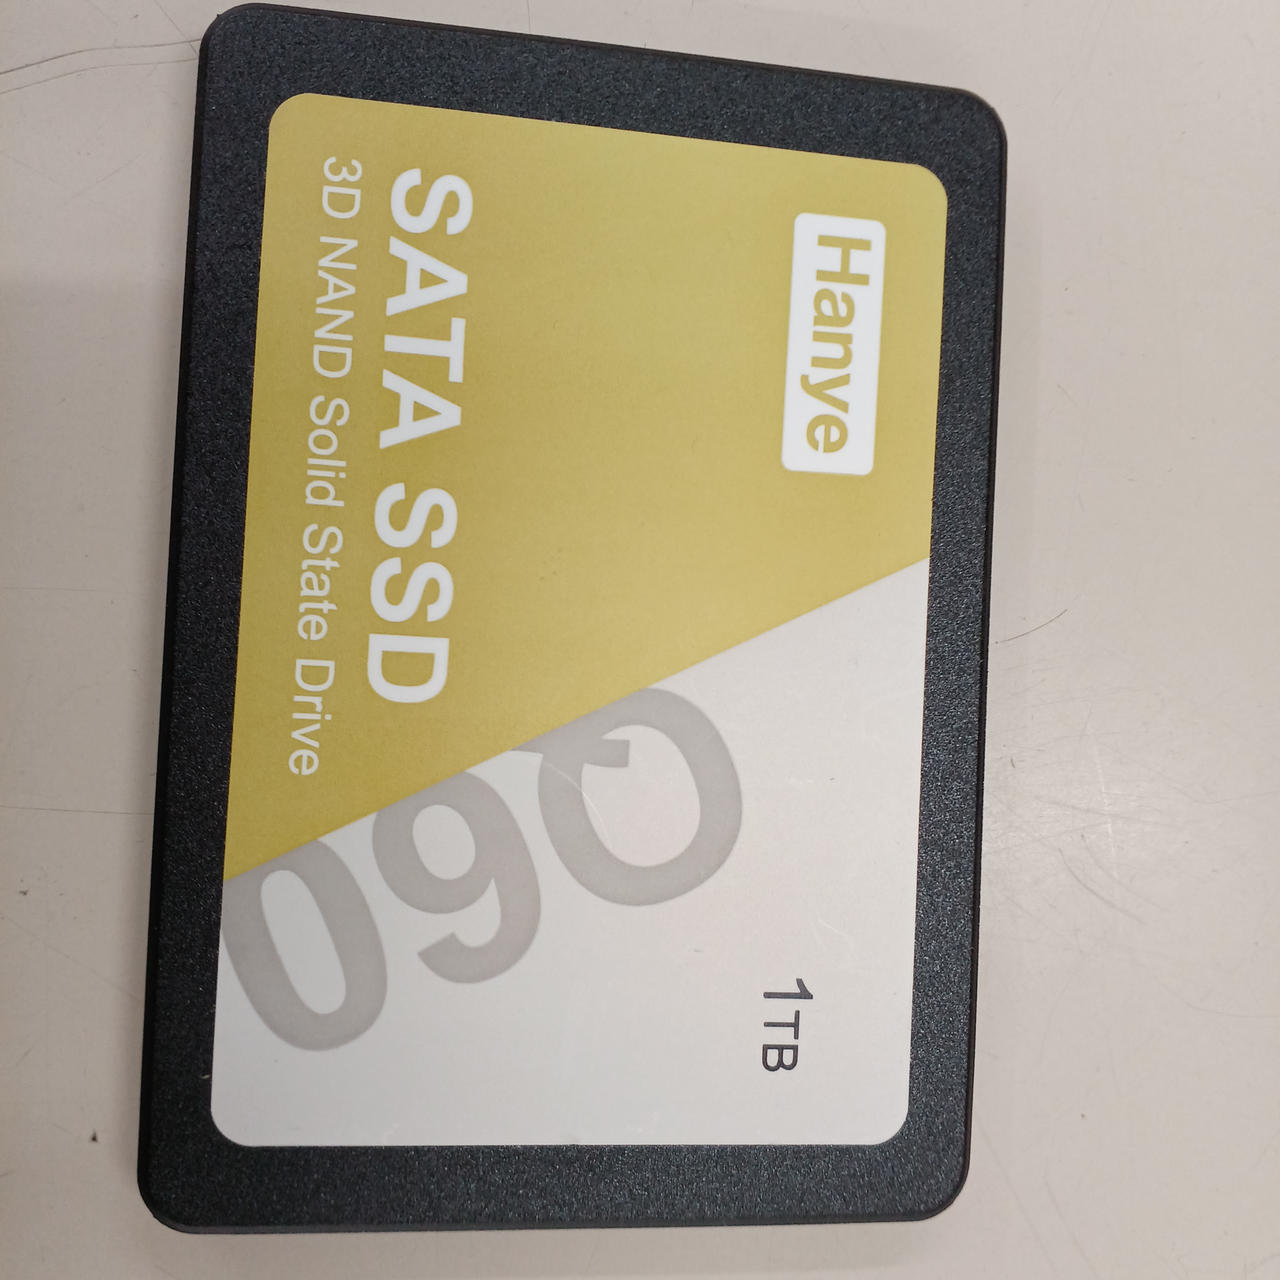 Hanye
1TB
Q60
SATA SSD
3D NAND Solid State Drive